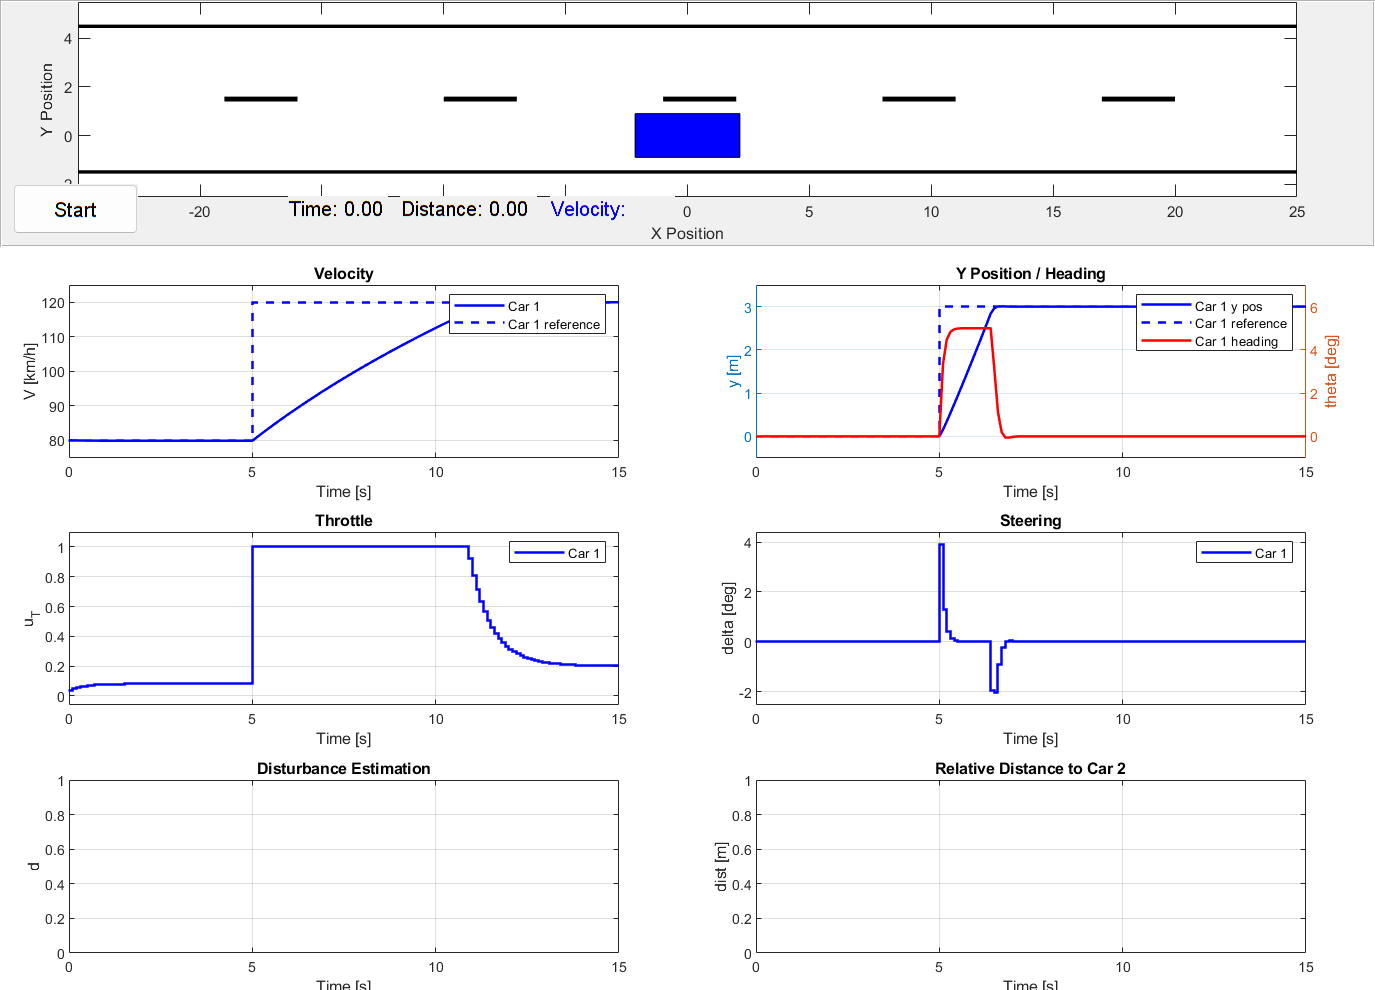 Y Position
4
2
0
Start
-20
Time: 0.00 Distance: 0.00 Velocity:
0
5
10
15
20
25
X Position
Velocity
V [km/h]
120
110
100
90
80
Car 1
Car 1 reference
0
5
10
15
Time [s]
Y Position / Heading
y [m]
3
2
1
0
Car 1 y pos
Car 1 reference
Car 1 heading
6
4
2
0
theta [deg]
0
5
10
15
Time [s]
Throttle
u_T
1
0.8
0.6
0.4
0.2
0
Car 1
0
5
10
15
Time [s]
Steering
delta [deg]
4
2
0
-2
Car 1
0
5
10
15
Time [s]
Disturbance Estimation
d
1
0.8
0.6
0.4
0.2
0
0
5
10
15
Time [s]
Relative Distance to Car 2
dist [m]
1
0.8
0.6
0.4
0.2
0
0
5
10
15
Time [s]